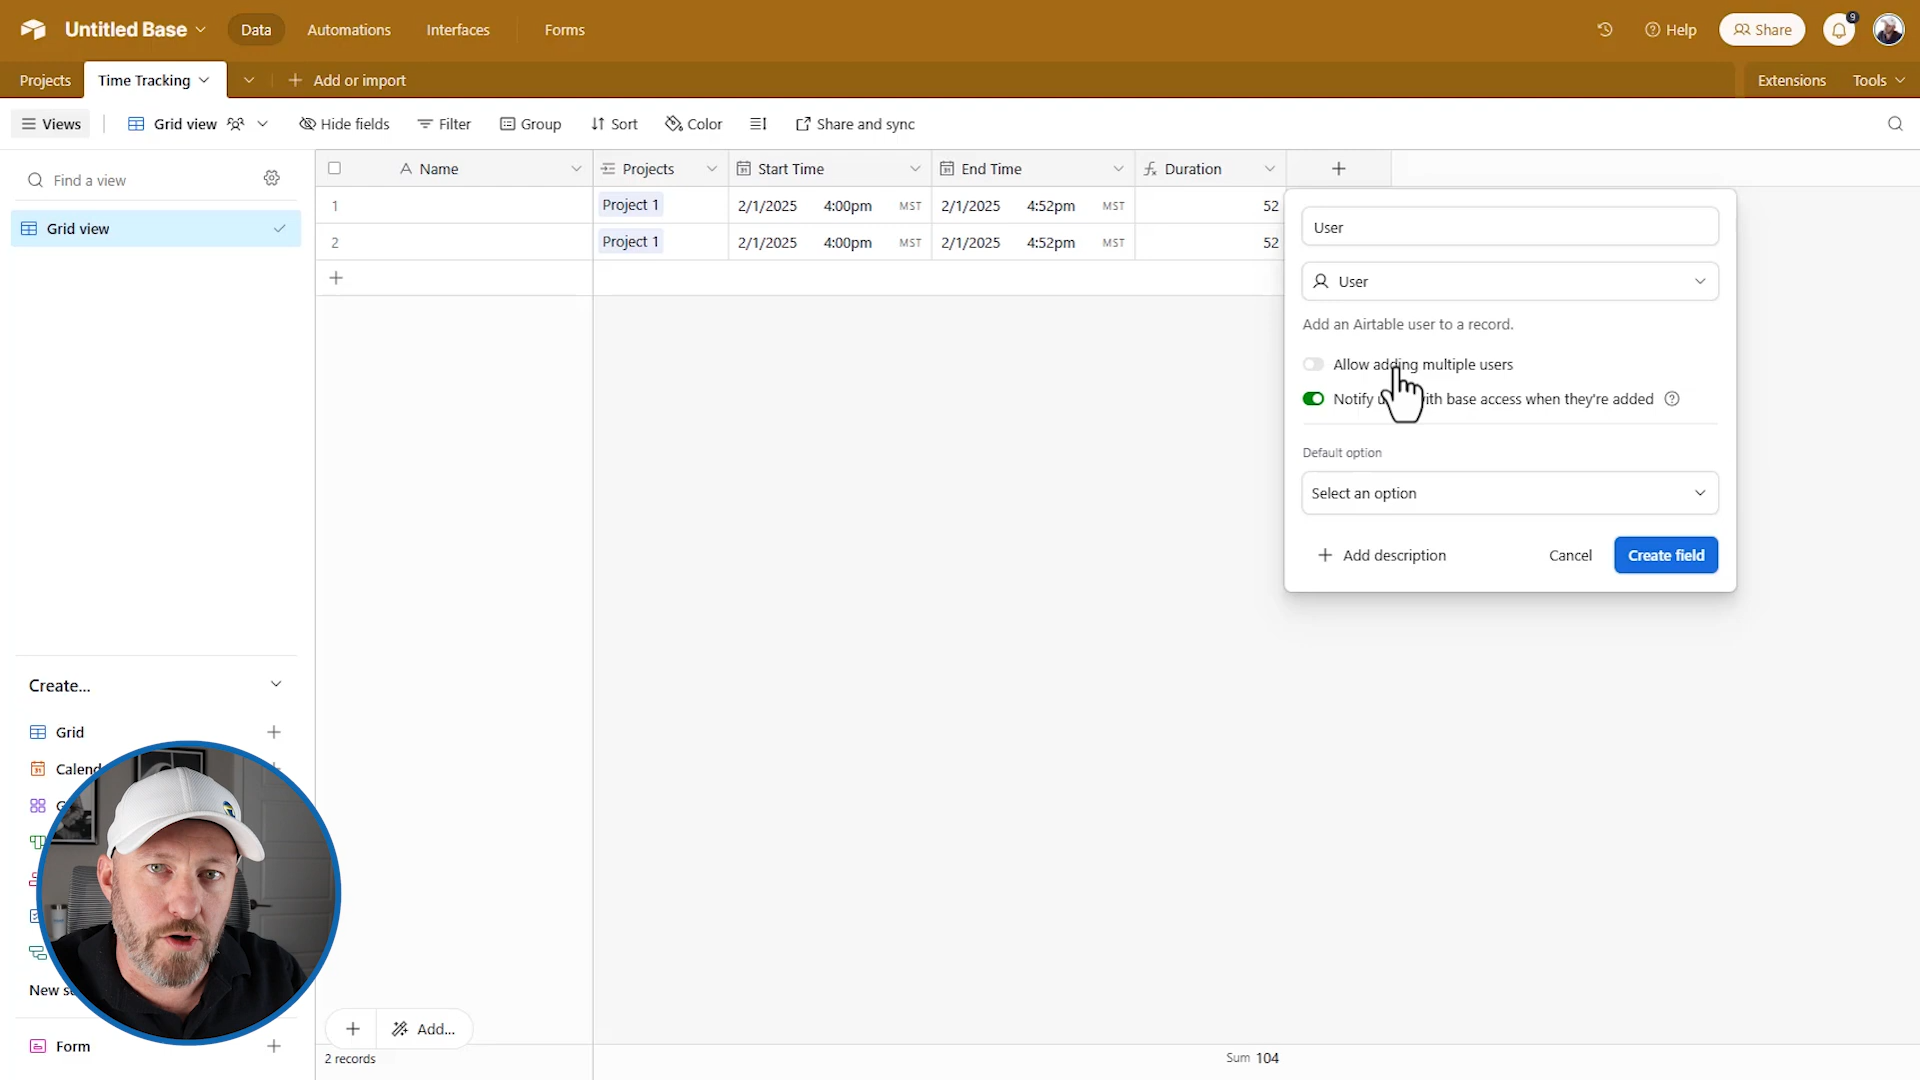 Untitled Base
Data
Automations
Interfaces
Forms
Help
Share
9
Projects
Time Tracking
Add or import
Extensions
Tools
Views
Grid view
Hide fields
Filter
Group
Sort
Color
Share and sync
Find a view
Grid view
Name
Projects
Start Time
End Time
Duration
1
Project 1
2/1/2025
4:00pm
MST
2/1/2025
4:52pm
MST
52
2
Project 1
2/1/2025
4:00pm
MST
2/1/2025
4:52pm
MST
52
User
User
Add an Airtable user to a record.
Allow adding multiple users
Notify with base access when they're added
Default option
Select an option
Add description
Cancel
Create field
Create...
Grid
Calend
New
Form
Add...
2 records
Sum 104